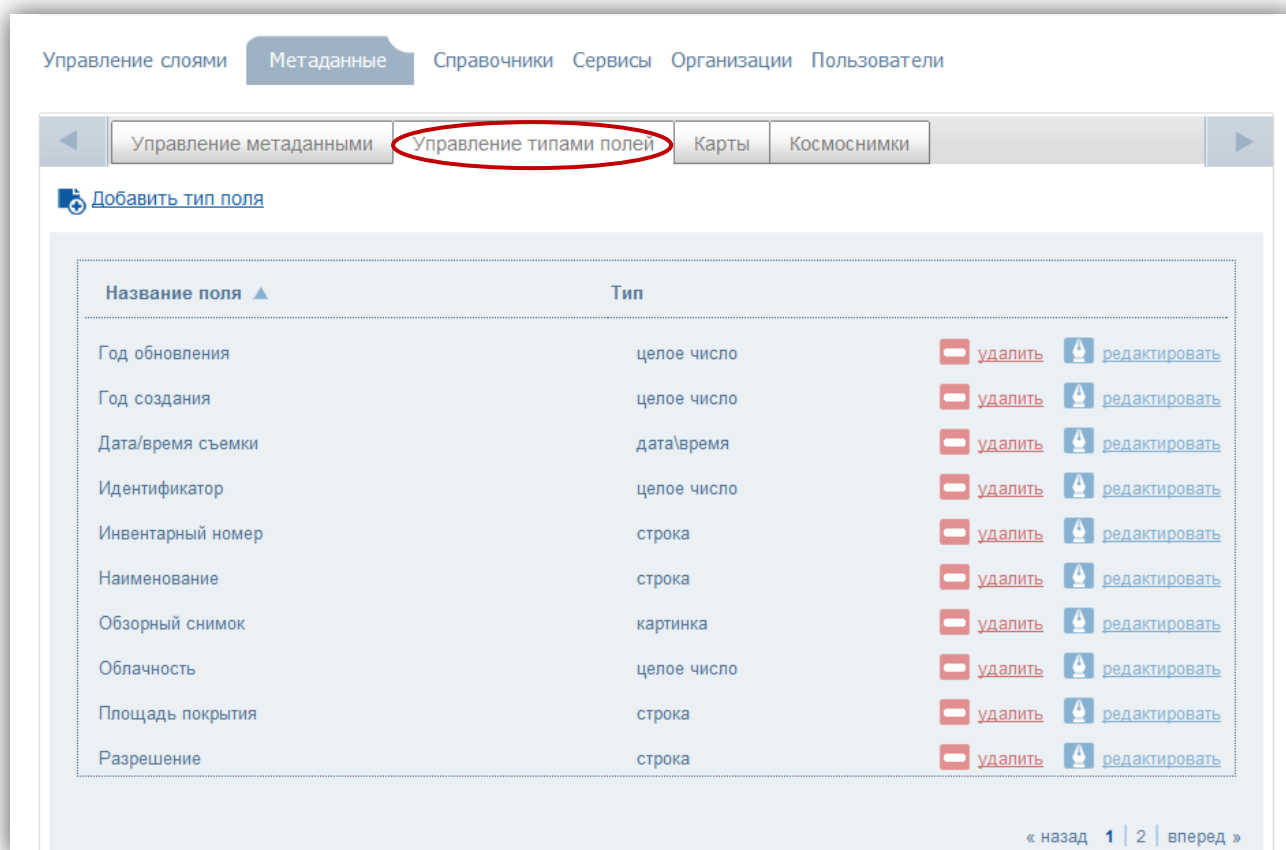 Управление слоями Метаданные Справочники Сервисы Организации Пользователи
Управление метаданными Управление типами полей Карты Космоснимки
Добавить тип поля
Название поля Тип
Год обновления целое число удалить редактировать
Год создания целое число удалить редактировать
Дата/время съемки дата\время удалить редактировать
Идентификатор целое число удалить редактировать
Инвентарный номер строка удалить редактировать
Наименование строка удалить редактировать
Обзорный снимок картинка удалить редактировать
Облачность целое число удалить редактировать
Площадь покрытия строка удалить редактировать
Разрешение строка удалить редактировать
« назад 1 | 2 | вперед »